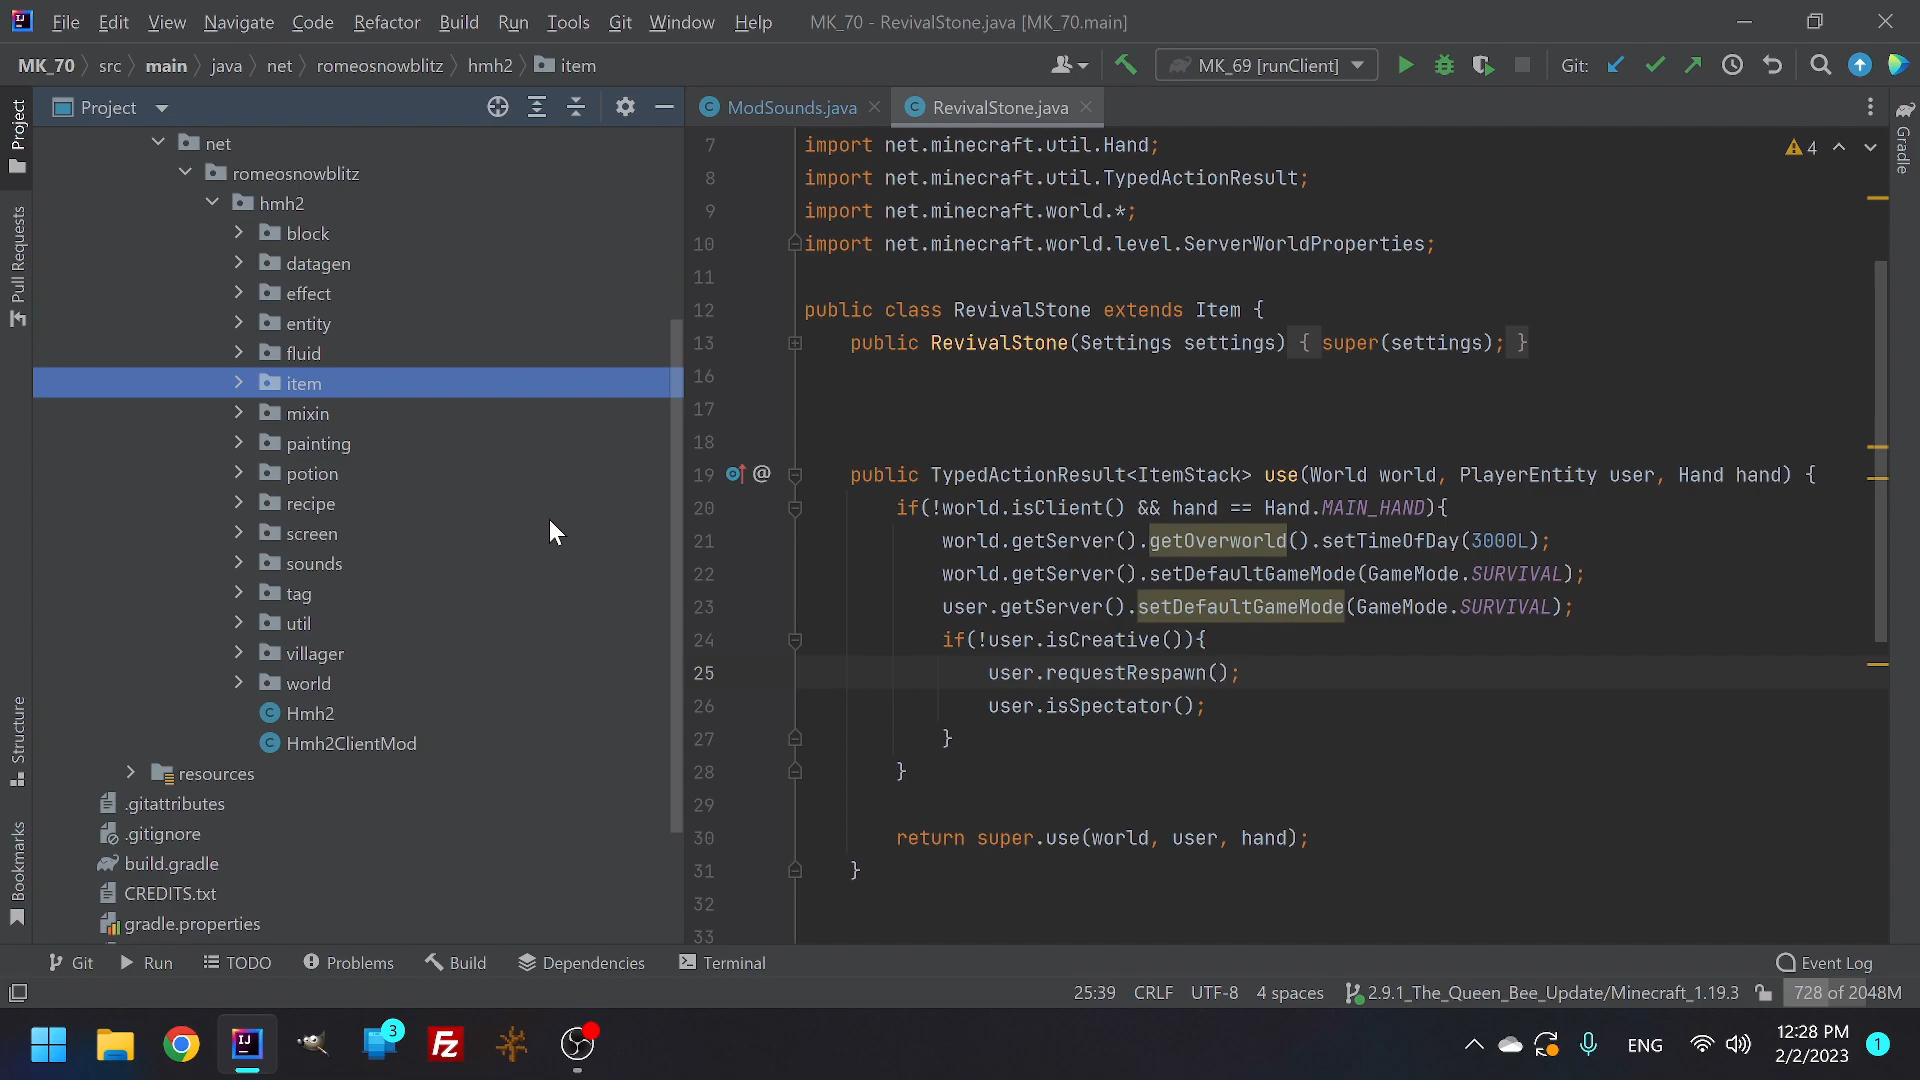 File Edit View Navigate Code Refactor Build Run Tools Git Window Help MK_70 - RevivalStone.java [MK_70.main]
MK_70 src main java net romeosnowblitz hmh2 item MK_69 [runClient] Git:
Project
ModSounds.java RevivalStone.java
Project
Pull Requests
Structure
Bookmarks
net
romeosnowblitz
hmh2
block
datagen
effect
entity
fluid
item
mixin
painting
potion
recipe
screen
sounds
tag
util
villager
world
Hmh2
Hmh2ClientMod
resources
.gitattributes
.gitignore
build.gradle
CREDITS.txt
gradle.properties
7 import net.minecraft.util.Hand;
8 import net.minecraft.util.TypedActionResult;
9 import net.minecraft.world.*;
10 import net.minecraft.world.level.ServerWorldProperties;
11
12 public class RevivalStone extends Item {
13 public RevivalStone(Settings settings) { super(settings); }
16
17
18
19 @ public TypedActionResult<ItemStack> use(World world, PlayerEntity user, Hand hand) {
20 if(!world.isClient() && hand == Hand.MAIN_HAND){
21 world.getServer().getOverworld().setTimeOfDay(3000L);
22 world.getServer().setDefaultGameMode(GameMode.SURVIVAL);
23 user.getServer().setDefaultGameMode(GameMode.SURVIVAL);
24 if(!user.isCreative()){
25 user.requestRespawn();
26 user.isSpectator();
27 }
28 }
29
30 return super.use(world, user, hand);
31 }
32
33
4
Gradle
Git Run TODO Problems Build Dependencies Terminal Event Log
25:39 CRLF UTF-8 4 spaces 2.9.1_The_Queen_Bee_Update/Minecraft_1.19.3 728 of 2048M
IJ 3 Fz ENG 12:28 PM 1
2/2/2023